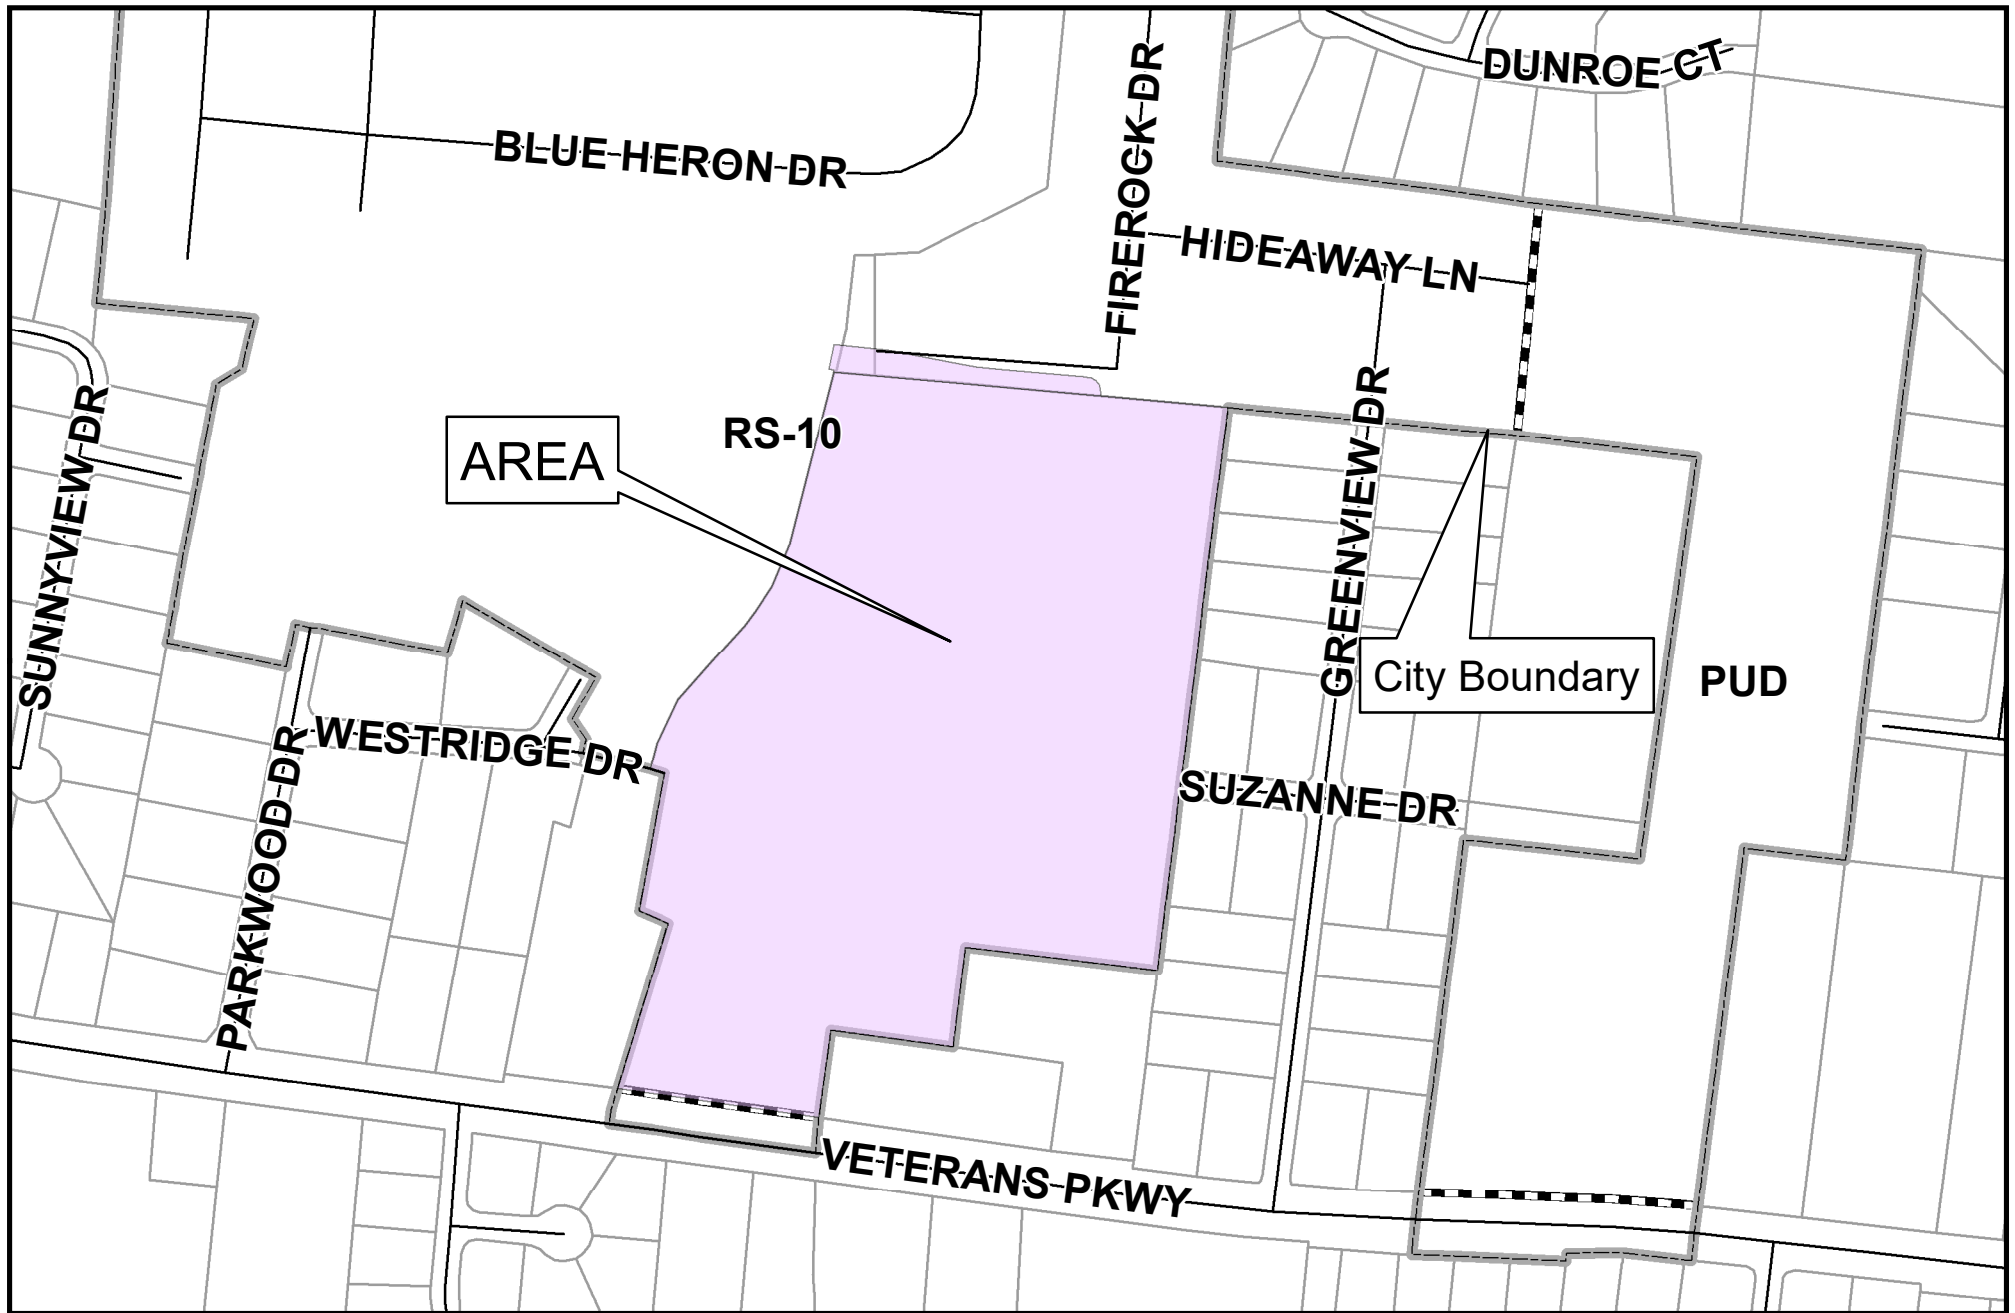 DUNROE CT
BLUE HERON DR
FIREROCK DR
HIDEAWAY LN
RS-10
AREA
SUNNYVIEW DR
GREENVIEW DR
City Boundary
PUD
WESTRIDGE DR
SUZANNE DR
PARKWOOD DR
VETERANS PKWY